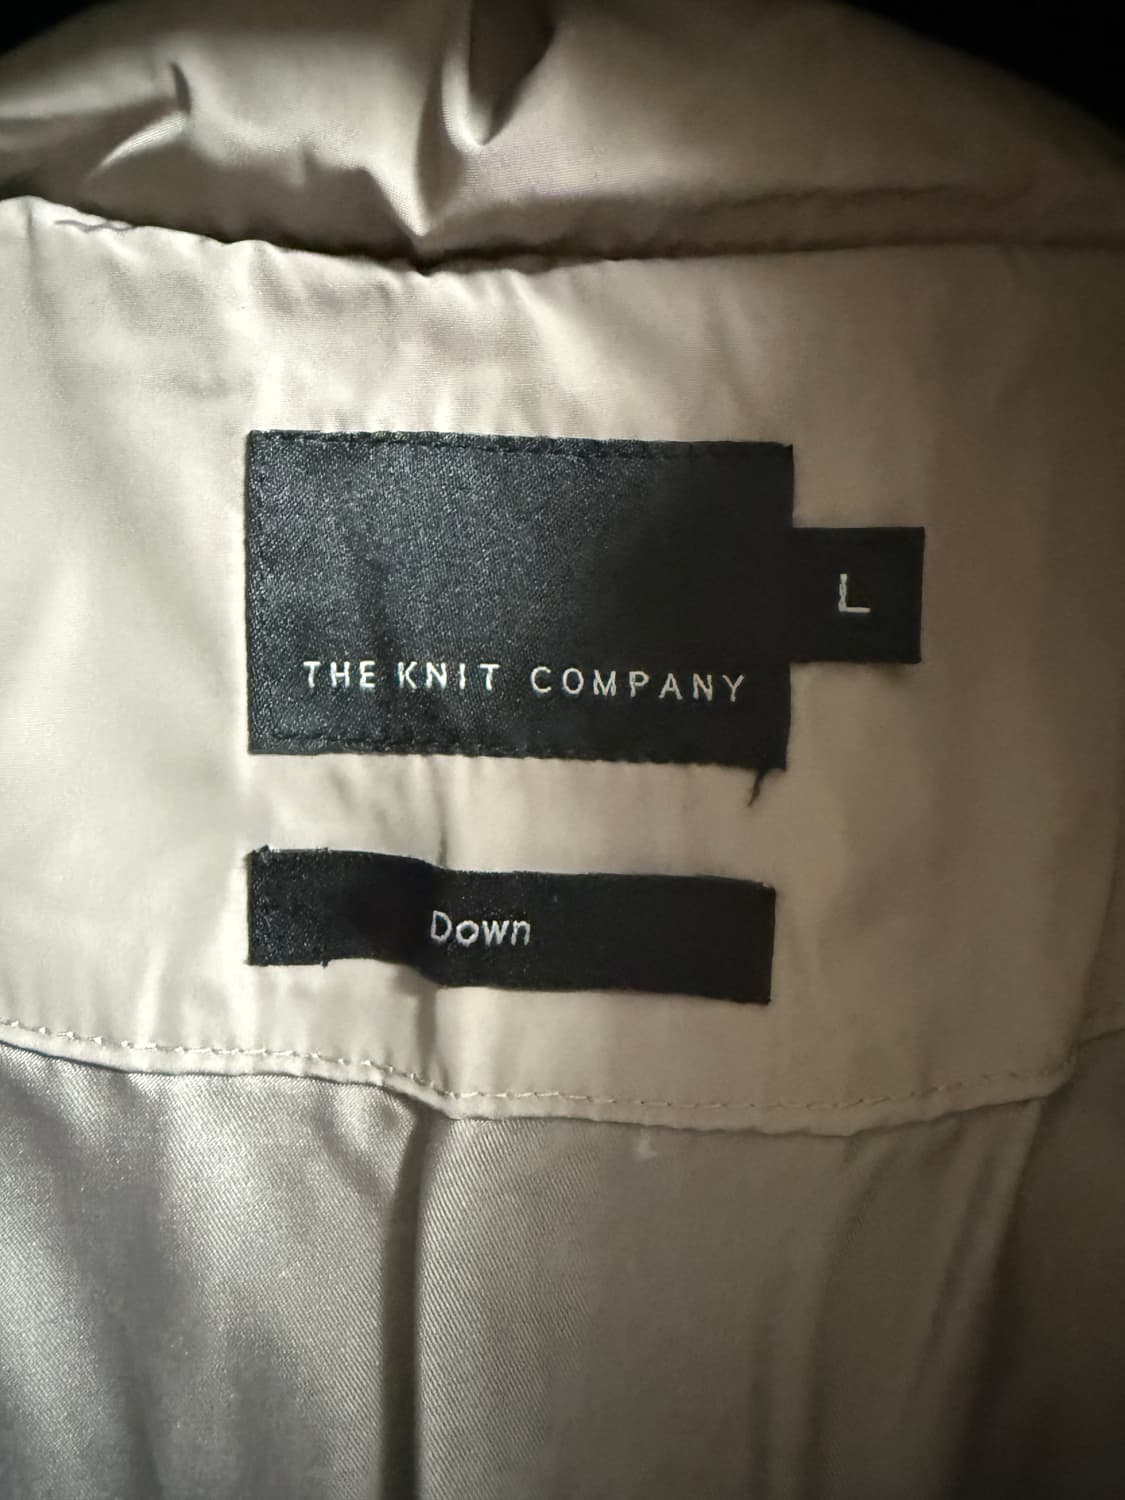 THE KNIT COMPANY
L
Down